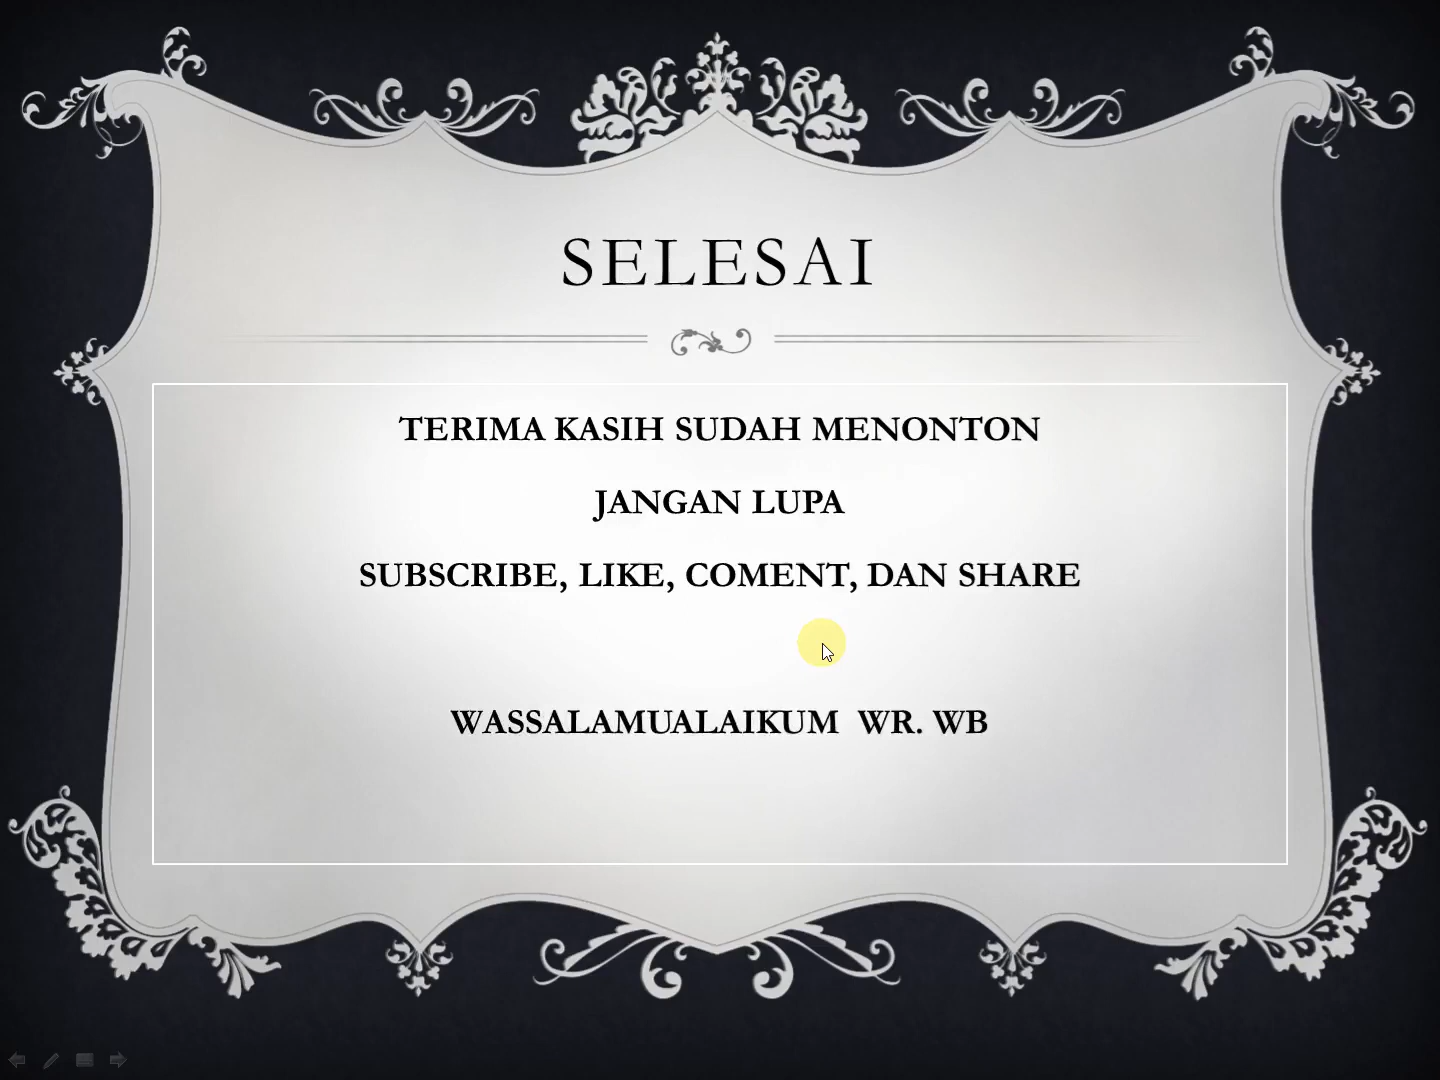 SELESAI
TERIMA KASIH SUDAH MENONTON
JANGAN LUPA
SUBSCRIBE, LIKE, COMENT, DAN SHARE
WASSALAMUALAIKUM WR. WB